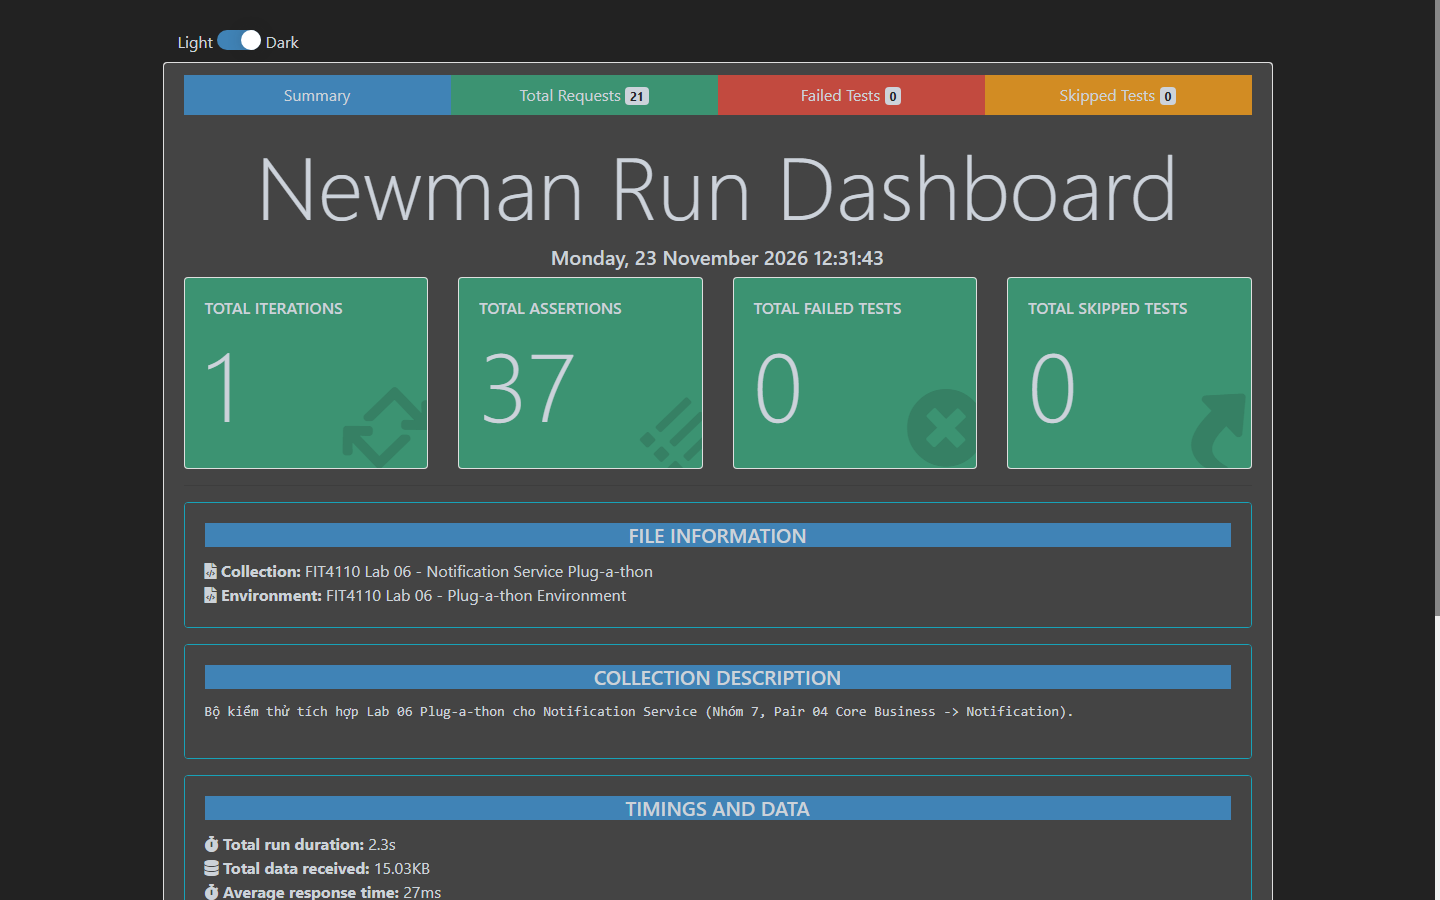 Light Dark
Summary
Total Requests 21
Failed Tests 0
Skipped Tests 0
Newman Run Dashboard
Monday, 23 November 2026 12:31:43
TOTAL ITERATIONS
1
TOTAL ASSERTIONS
37
TOTAL FAILED TESTS
0
TOTAL SKIPPED TESTS
0
FILE INFORMATION
Collection: FIT4110 Lab 06 - Notification Service Plug-a-thon
Environment: FIT4110 Lab 06 - Plug-a-thon Environment
COLLECTION DESCRIPTION
Bộ kiểm thử tích hợp Lab 06 Plug-a-thon cho Notification Service (Nhóm 7, Pair 04 Core Business -> Notification).
TIMINGS AND DATA
Total run duration: 2.3s
Total data received: 15.03KB
Average response time: 27ms